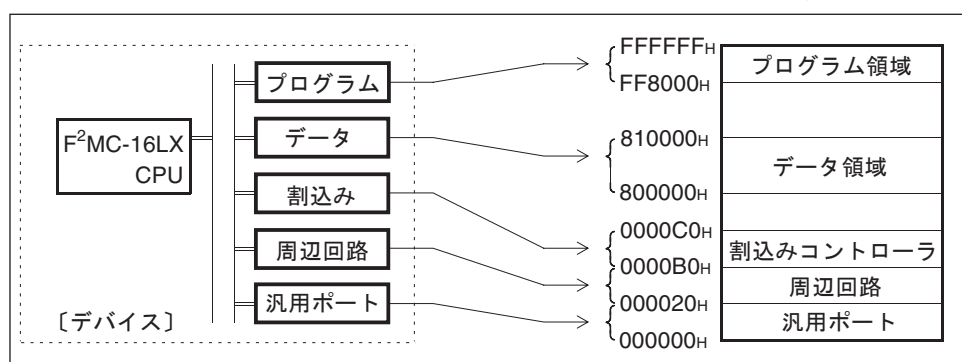 F²MC-16LX
CPU
プログラム
データ
割込み
周辺回路
汎用ポート
〔デバイス〕
FFFFFFH
FF8000H
810000H
800000H
0000C0H
0000B0H
000020H
000000H
プログラム領域
データ領域
割込みコントローラ
周辺回路
汎用ポート